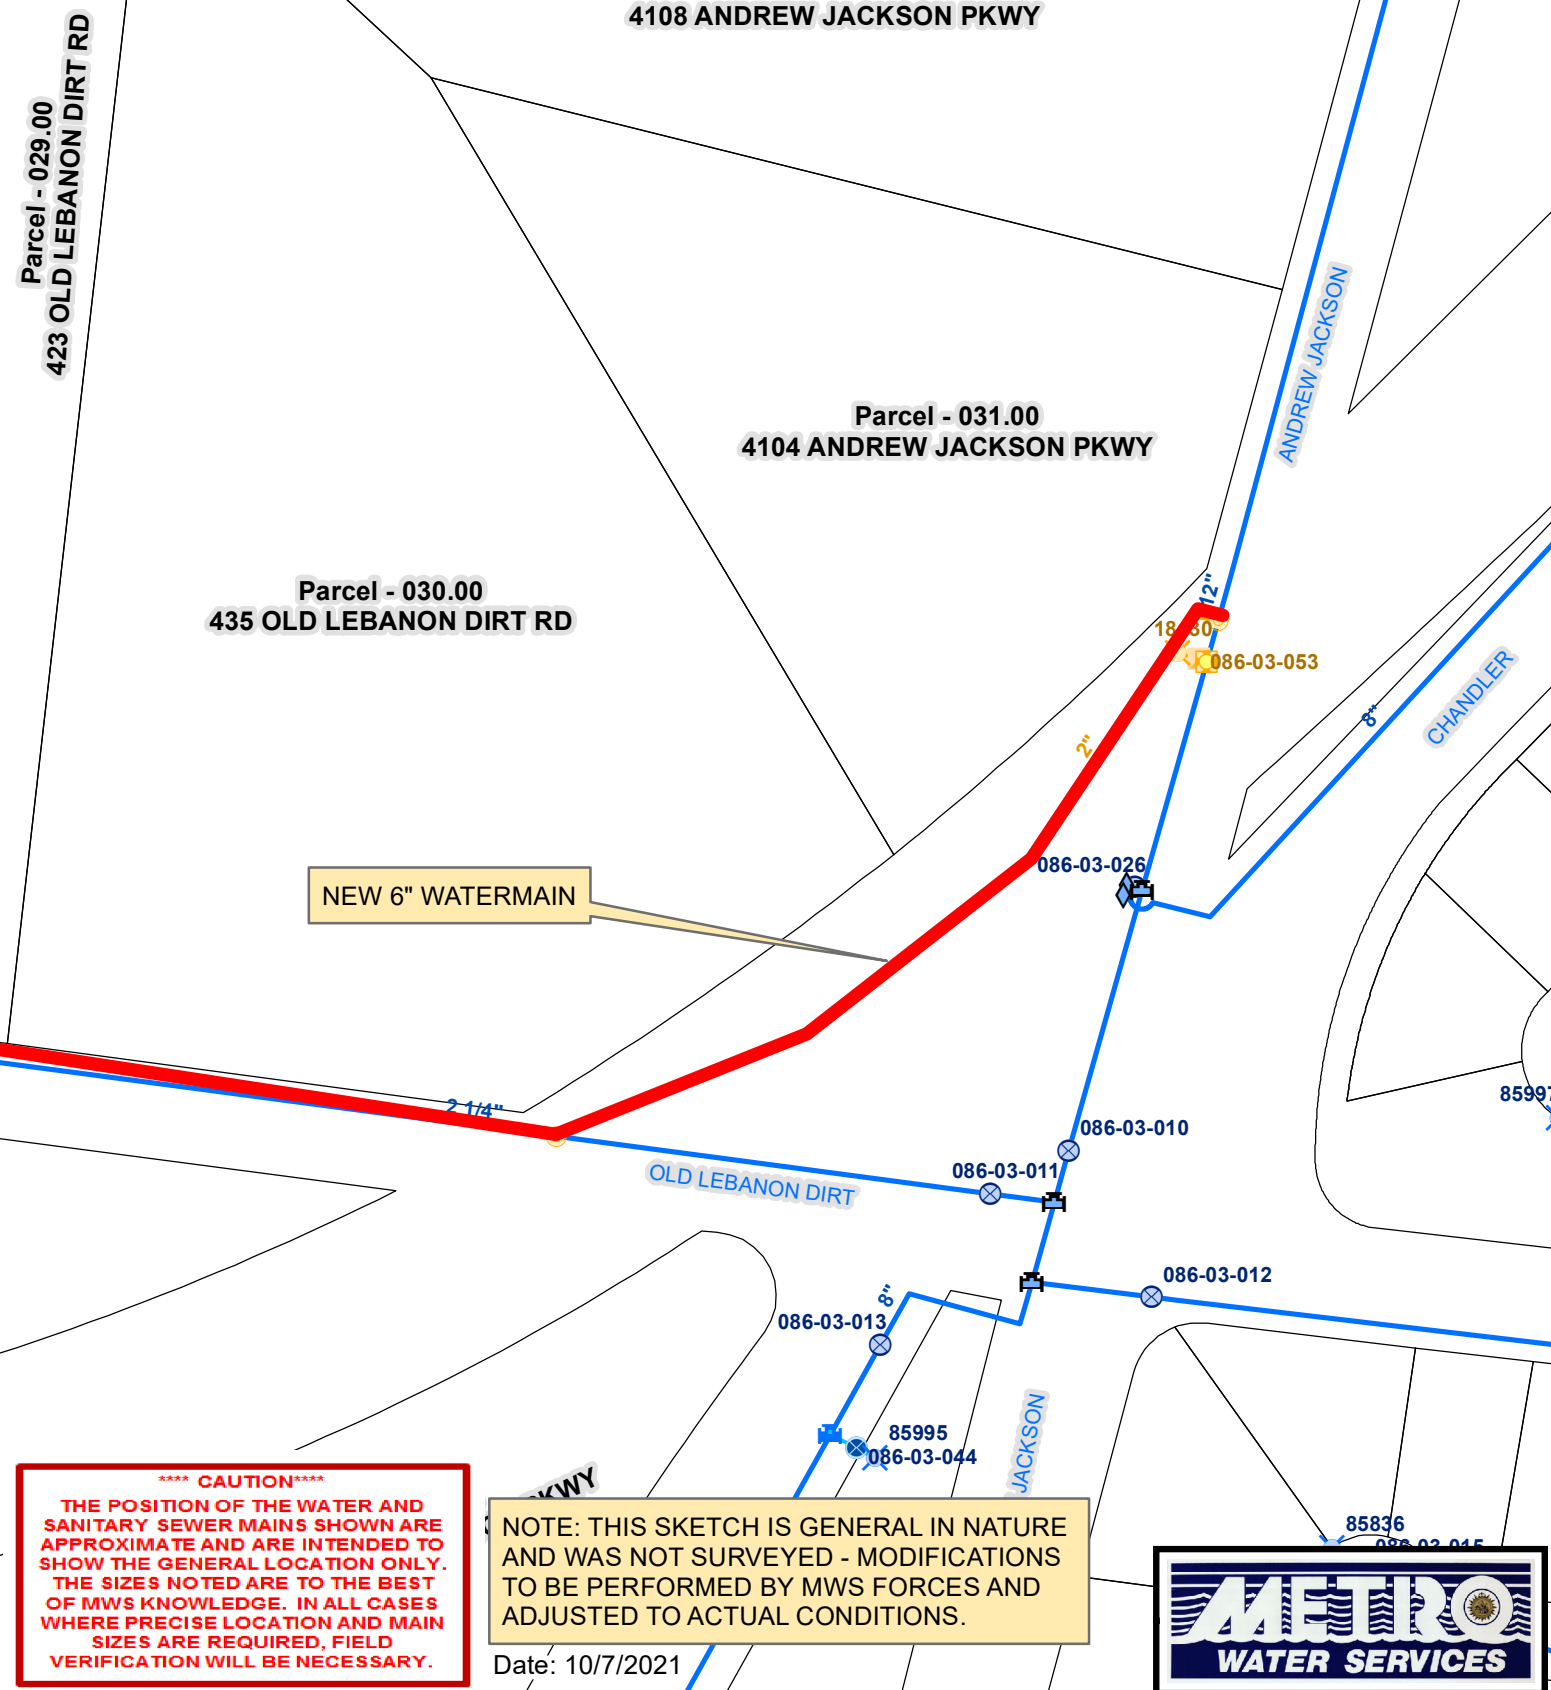 4108 ANDREW JACKSON PKWY
Parcel - 029.00
423 OLD LEBANON DIRT RD
ANDREW JACKSON
Parcel - 031.00
4104 ANDREW JACKSON PKWY
Parcel - 030.00
435 OLD LEBANON DIRT RD
12"
086-03-053
CHANDLER
8"
2"
086-03-026
NEW 6" WATERMAIN
2 1/4"
85997
086-03-010
086-03-011
OLD LEBANON DIRT
086-03-012
8"
086-03-013
JACKSON
85995
086-03-044
PKWY
85836
086-03-015
**** CAUTION****
THE POSITION OF THE WATER AND
SANITARY SEWER MAINS SHOWN ARE
APPROXIMATE AND ARE INTENDED TO
SHOW THE GENERAL LOCATION ONLY.
THE SIZES NOTED ARE TO THE BEST
OF MWS KNOWLEDGE. IN ALL CASES
WHERE PRECISE LOCATION AND MAIN
SIZES ARE REQUIRED, FIELD
VERIFICATION WILL BE NECESSARY.
NOTE: THIS SKETCH IS GENERAL IN NATURE
AND WAS NOT SURVEYED - MODIFICATIONS
TO BE PERFORMED BY MWS FORCES AND
ADJUSTED TO ACTUAL CONDITIONS.
Date: 10/7/2021
METRO
WATER SERVICES